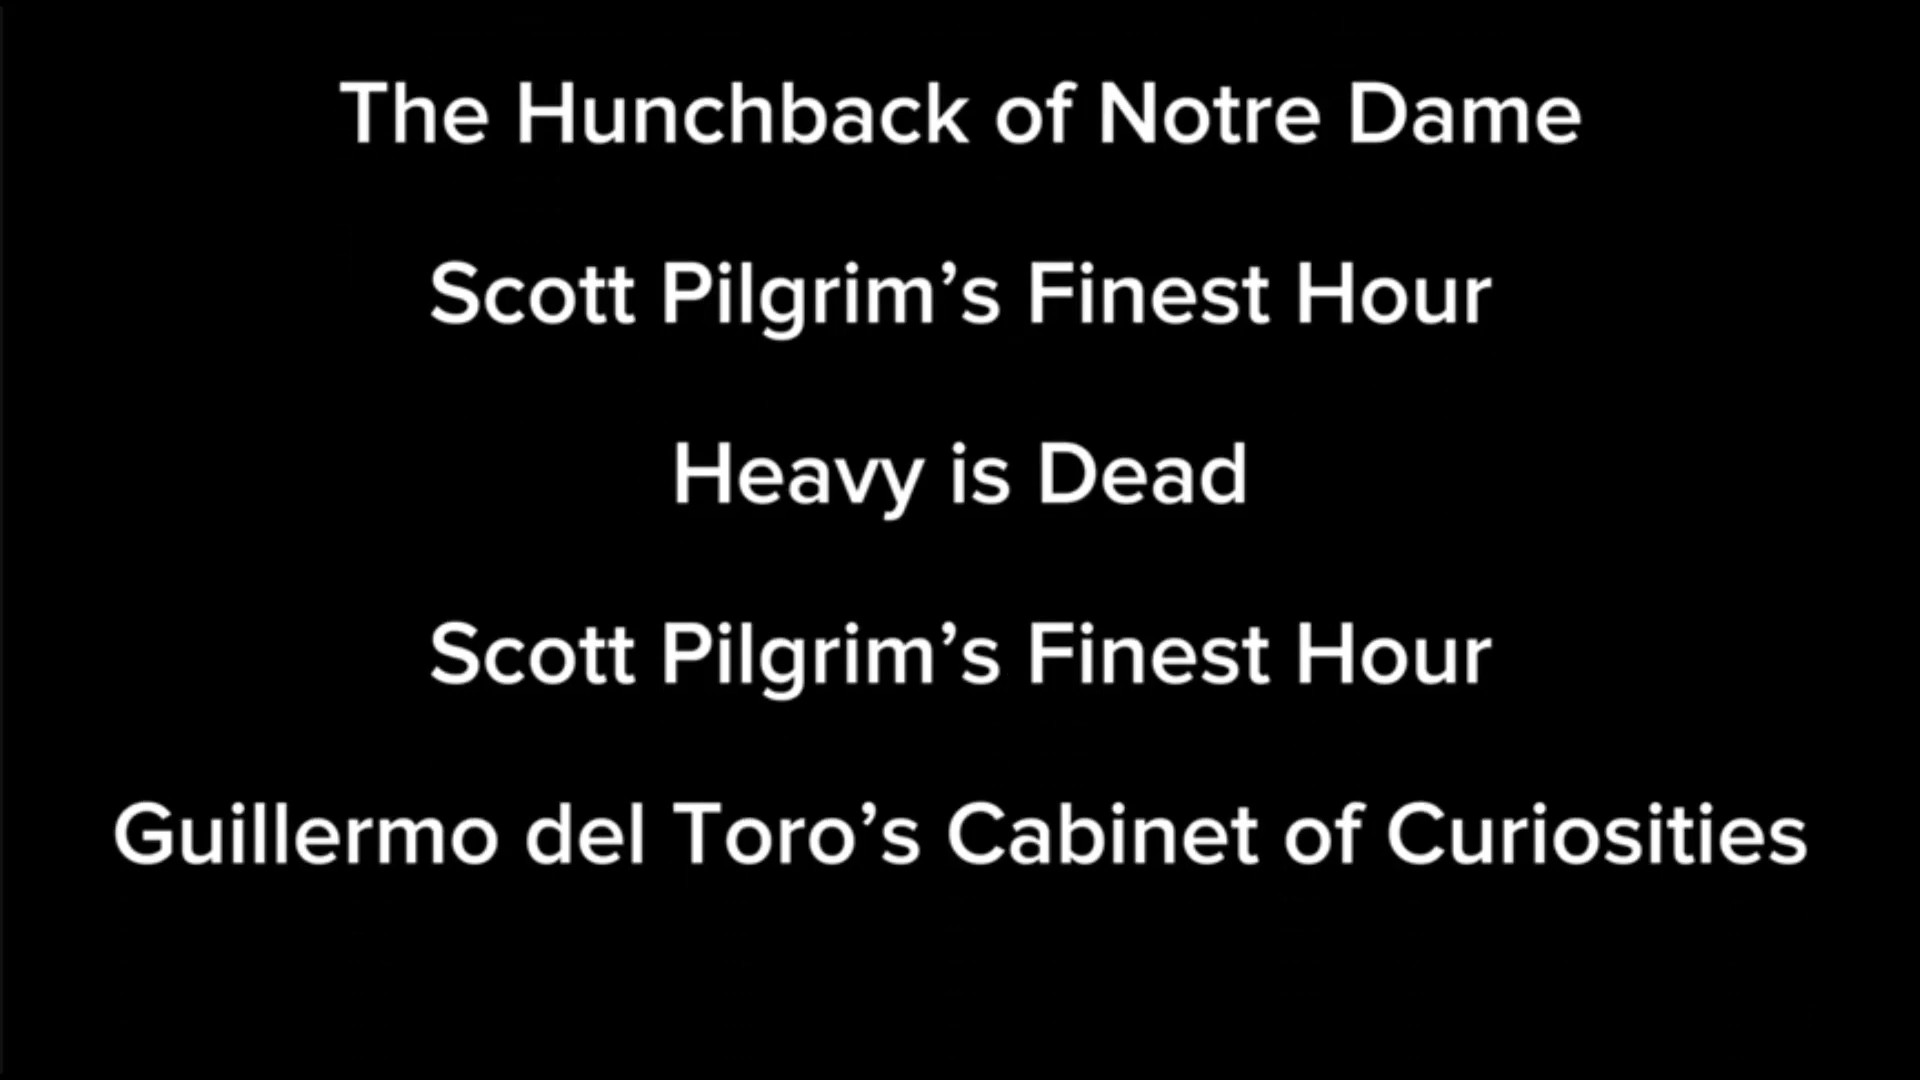 The Hunchback of Notre Dame
Scott Pilgrim’s Finest Hour
Heavy is Dead
Scott Pilgrim’s Finest Hour
Guillermo del Toro’s Cabinet of Curiosities